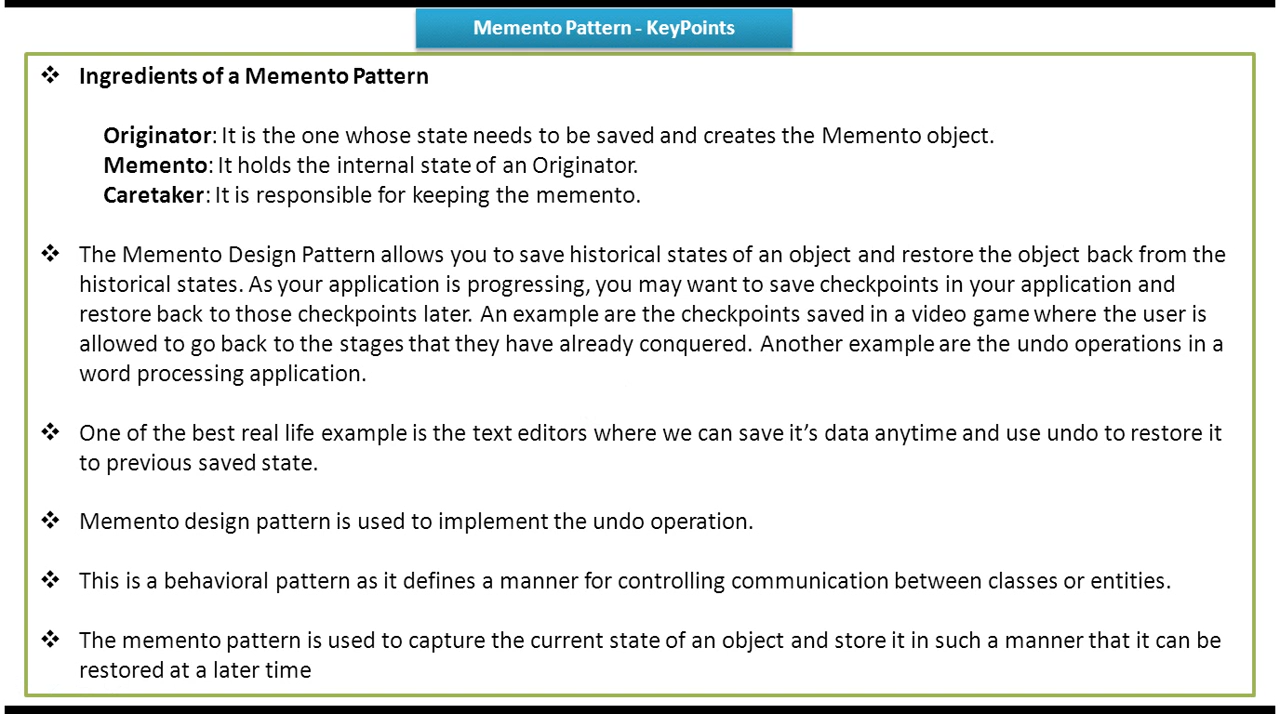 Memento Pattern - KeyPoints
❖ Ingredients of a Memento Pattern
Originator: It is the one whose state needs to be saved and creates the Memento object.
Memento: It holds the internal state of an Originator.
Caretaker: It is responsible for keeping the memento.
❖ The Memento Design Pattern allows you to save historical states of an object and restore the object back from the
historical states. As your application is progressing, you may want to save checkpoints in your application and
restore back to those checkpoints later. An example are the checkpoints saved in a video game where the user is
allowed to go back to the stages that they have already conquered. Another example are the undo operations in a
word processing application.
❖ One of the best real life example is the text editors where we can save it’s data anytime and use undo to restore it
to previous saved state.
❖ Memento design pattern is used to implement the undo operation.
❖ This is a behavioral pattern as it defines a manner for controlling communication between classes or entities.
❖ The memento pattern is used to capture the current state of an object and store it in such a manner that it can be
restored at a later time